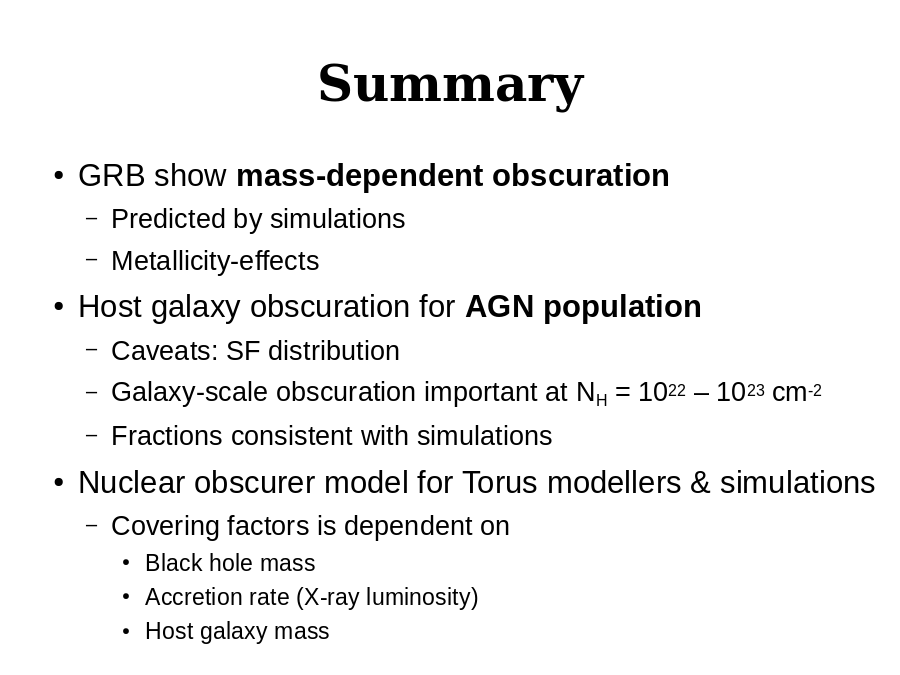 Summary
• GRB show mass-dependent obscuration
– Predicted by simulations
– Metallicity-effects
• Host galaxy obscuration for AGN population
– Caveats: SF distribution
– Galaxy-scale obscuration important at N_H = 10^22 – 10^23 cm^-2
– Fractions consistent with simulations
• Nuclear obscurer model for Torus modellers & simulations
– Covering factors is dependent on
• Black hole mass
• Accretion rate (X-ray luminosity)
• Host galaxy mass